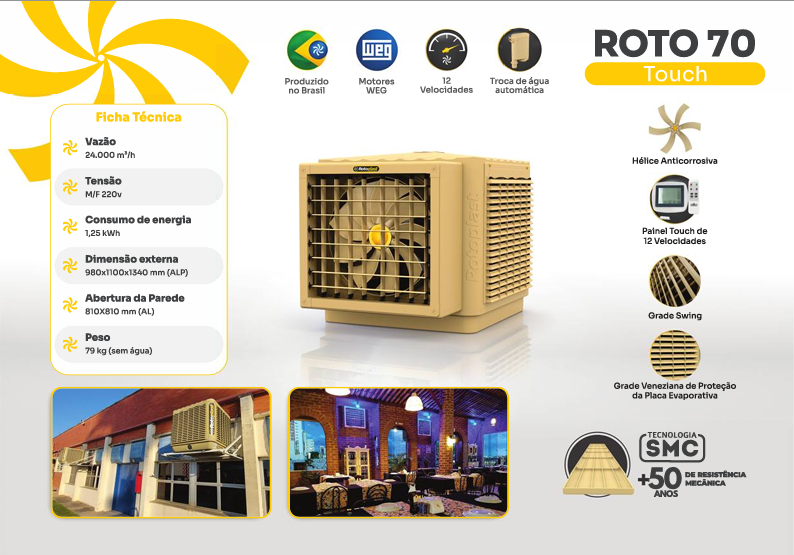 Produzido
no Brasil
WEG
Motores
WEG
12
Velocidades
Troca de água
automática
ROTO 70
Touch
Ficha Técnica
Vazão
24.000 m³/h
Tensão
M/F 220v
Consumo de energia
1,25 kWh
Dimensão externa
980x1100x1340 mm (ALP)
Abertura da Parede
810X810 mm (AL)
Peso
79 kg (sem água)
Rotoplast
Rotoplast
Hélice Anticorrosiva
Painel Touch de
12 Velocidades
Grade Swing
Grade Veneziana de Proteção
da Placa Evaporativa
TECNOLOGIA
SMC
+50
ANOS
DE RESISTÊNCIA
MECÂNICA